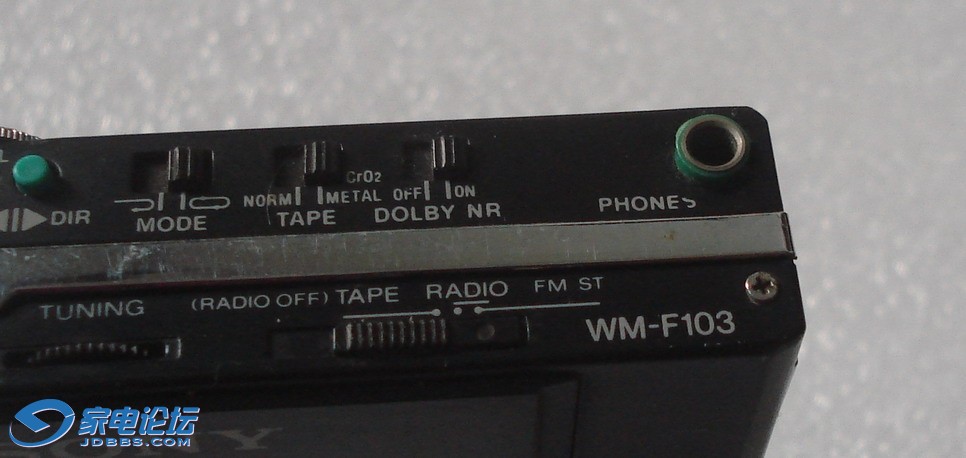 L
DIR
MODE
NORM METAL CrO2
TAPE
OFF ON
DOLBY NR
PHONES
TUNING
(RADIO OFF) TAPE RADIO FM ST
WM-F103
SONY
家电论坛
JDBBS.COM